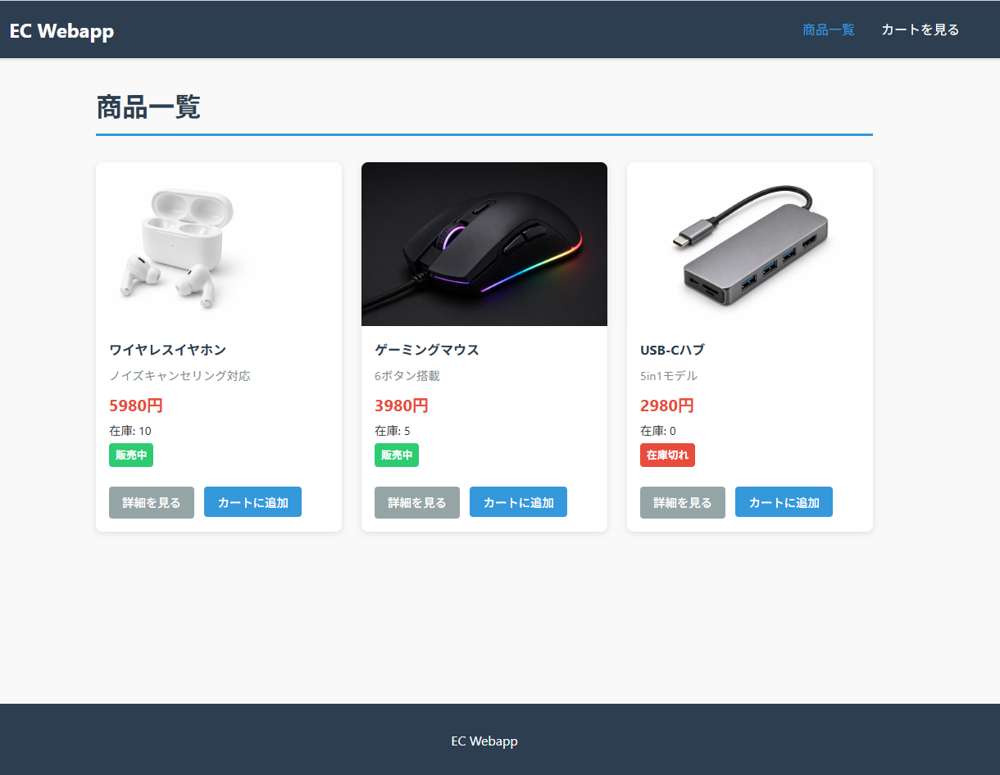 EC Webapp
商品一覧 カートを見る
商品一覧
ワイヤレスイヤホン
ノイズキャンセリング対応
5980円
在庫: 10
販売中
詳細を見る カートに追加
ゲーミングマウス
6ボタン搭載
3980円
在庫: 5
販売中
詳細を見る カートに追加
USB-Cハブ
5in1モデル
2980円
在庫: 0
在庫切れ
詳細を見る カートに追加
EC Webapp